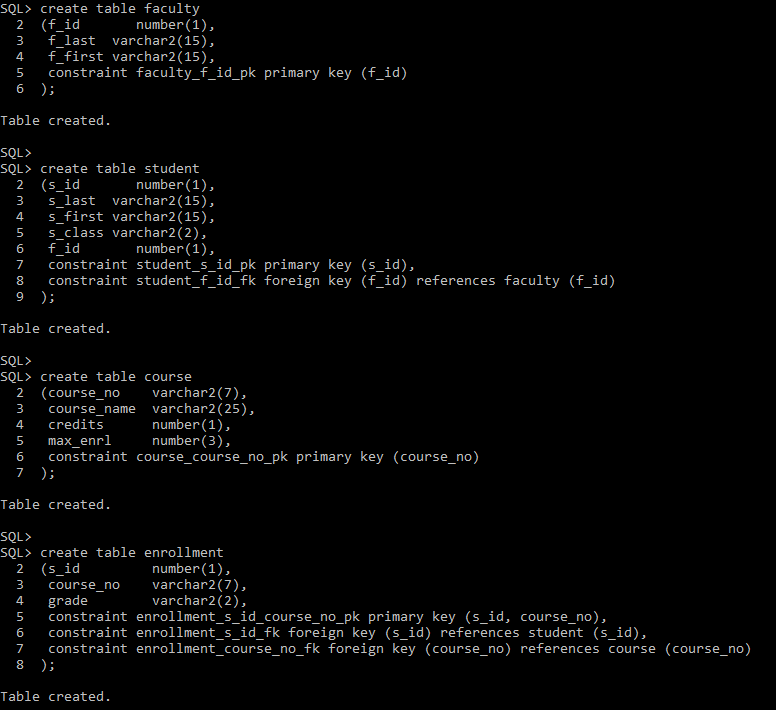 SQL> create table faculty
  2  (f_id       number(1),
  3   f_last  varchar2(15),
  4   f_first varchar2(15),
  5   constraint faculty_f_id_pk primary key (f_id)
  6  );
Table created.
SQL>
SQL> create table student
  2  (s_id       number(1),
  3   s_last  varchar2(15),
  4   s_first varchar2(15),
  5   s_class varchar2(2),
  6   f_id       number(1),
  7   constraint student_s_id_pk primary key (s_id),
  8   constraint student_f_id_fk foreign key (f_id) references faculty (f_id)
  9  );
Table created.
SQL>
SQL> create table course
  2  (course_no    varchar2(7),
  3   course_name  varchar2(25),
  4   credits      number(1),
  5   max_enrl     number(3),
  6   constraint course_course_no_pk primary key (course_no)
  7  );
Table created.
SQL>
SQL> create table enrollment
  2  (s_id         number(1),
  3   course_no    varchar2(7),
  4   grade        varchar2(2),
  5   constraint enrollment_s_id_course_no_pk primary key (s_id, course_no),
  6   constraint enrollment_s_id_fk foreign key (s_id) references student (s_id),
  7   constraint enrollment_course_no_fk foreign key (course_no) references course (course_no)
  8  );
Table created.